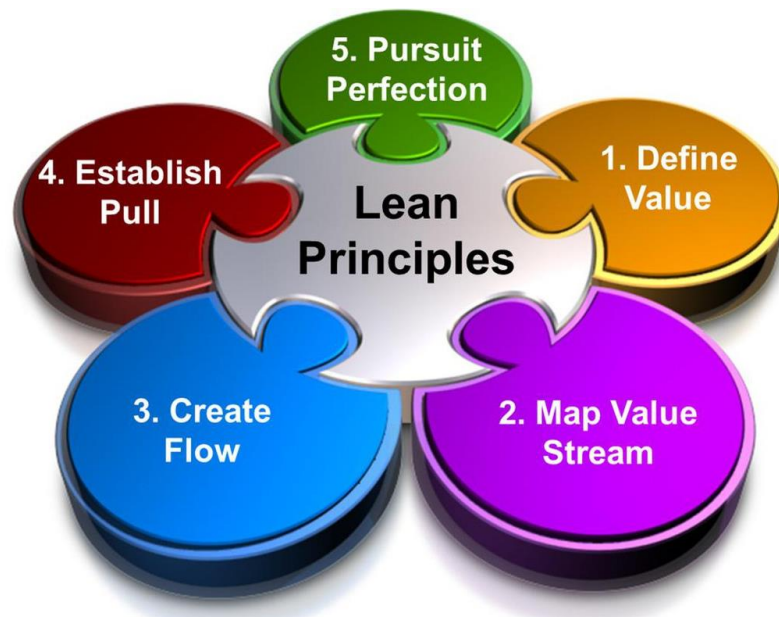 Lean
Principles
1. Define
Value
2. Map Value
Stream
3. Create
Flow
4. Establish
Pull
5. Pursuit
Perfection